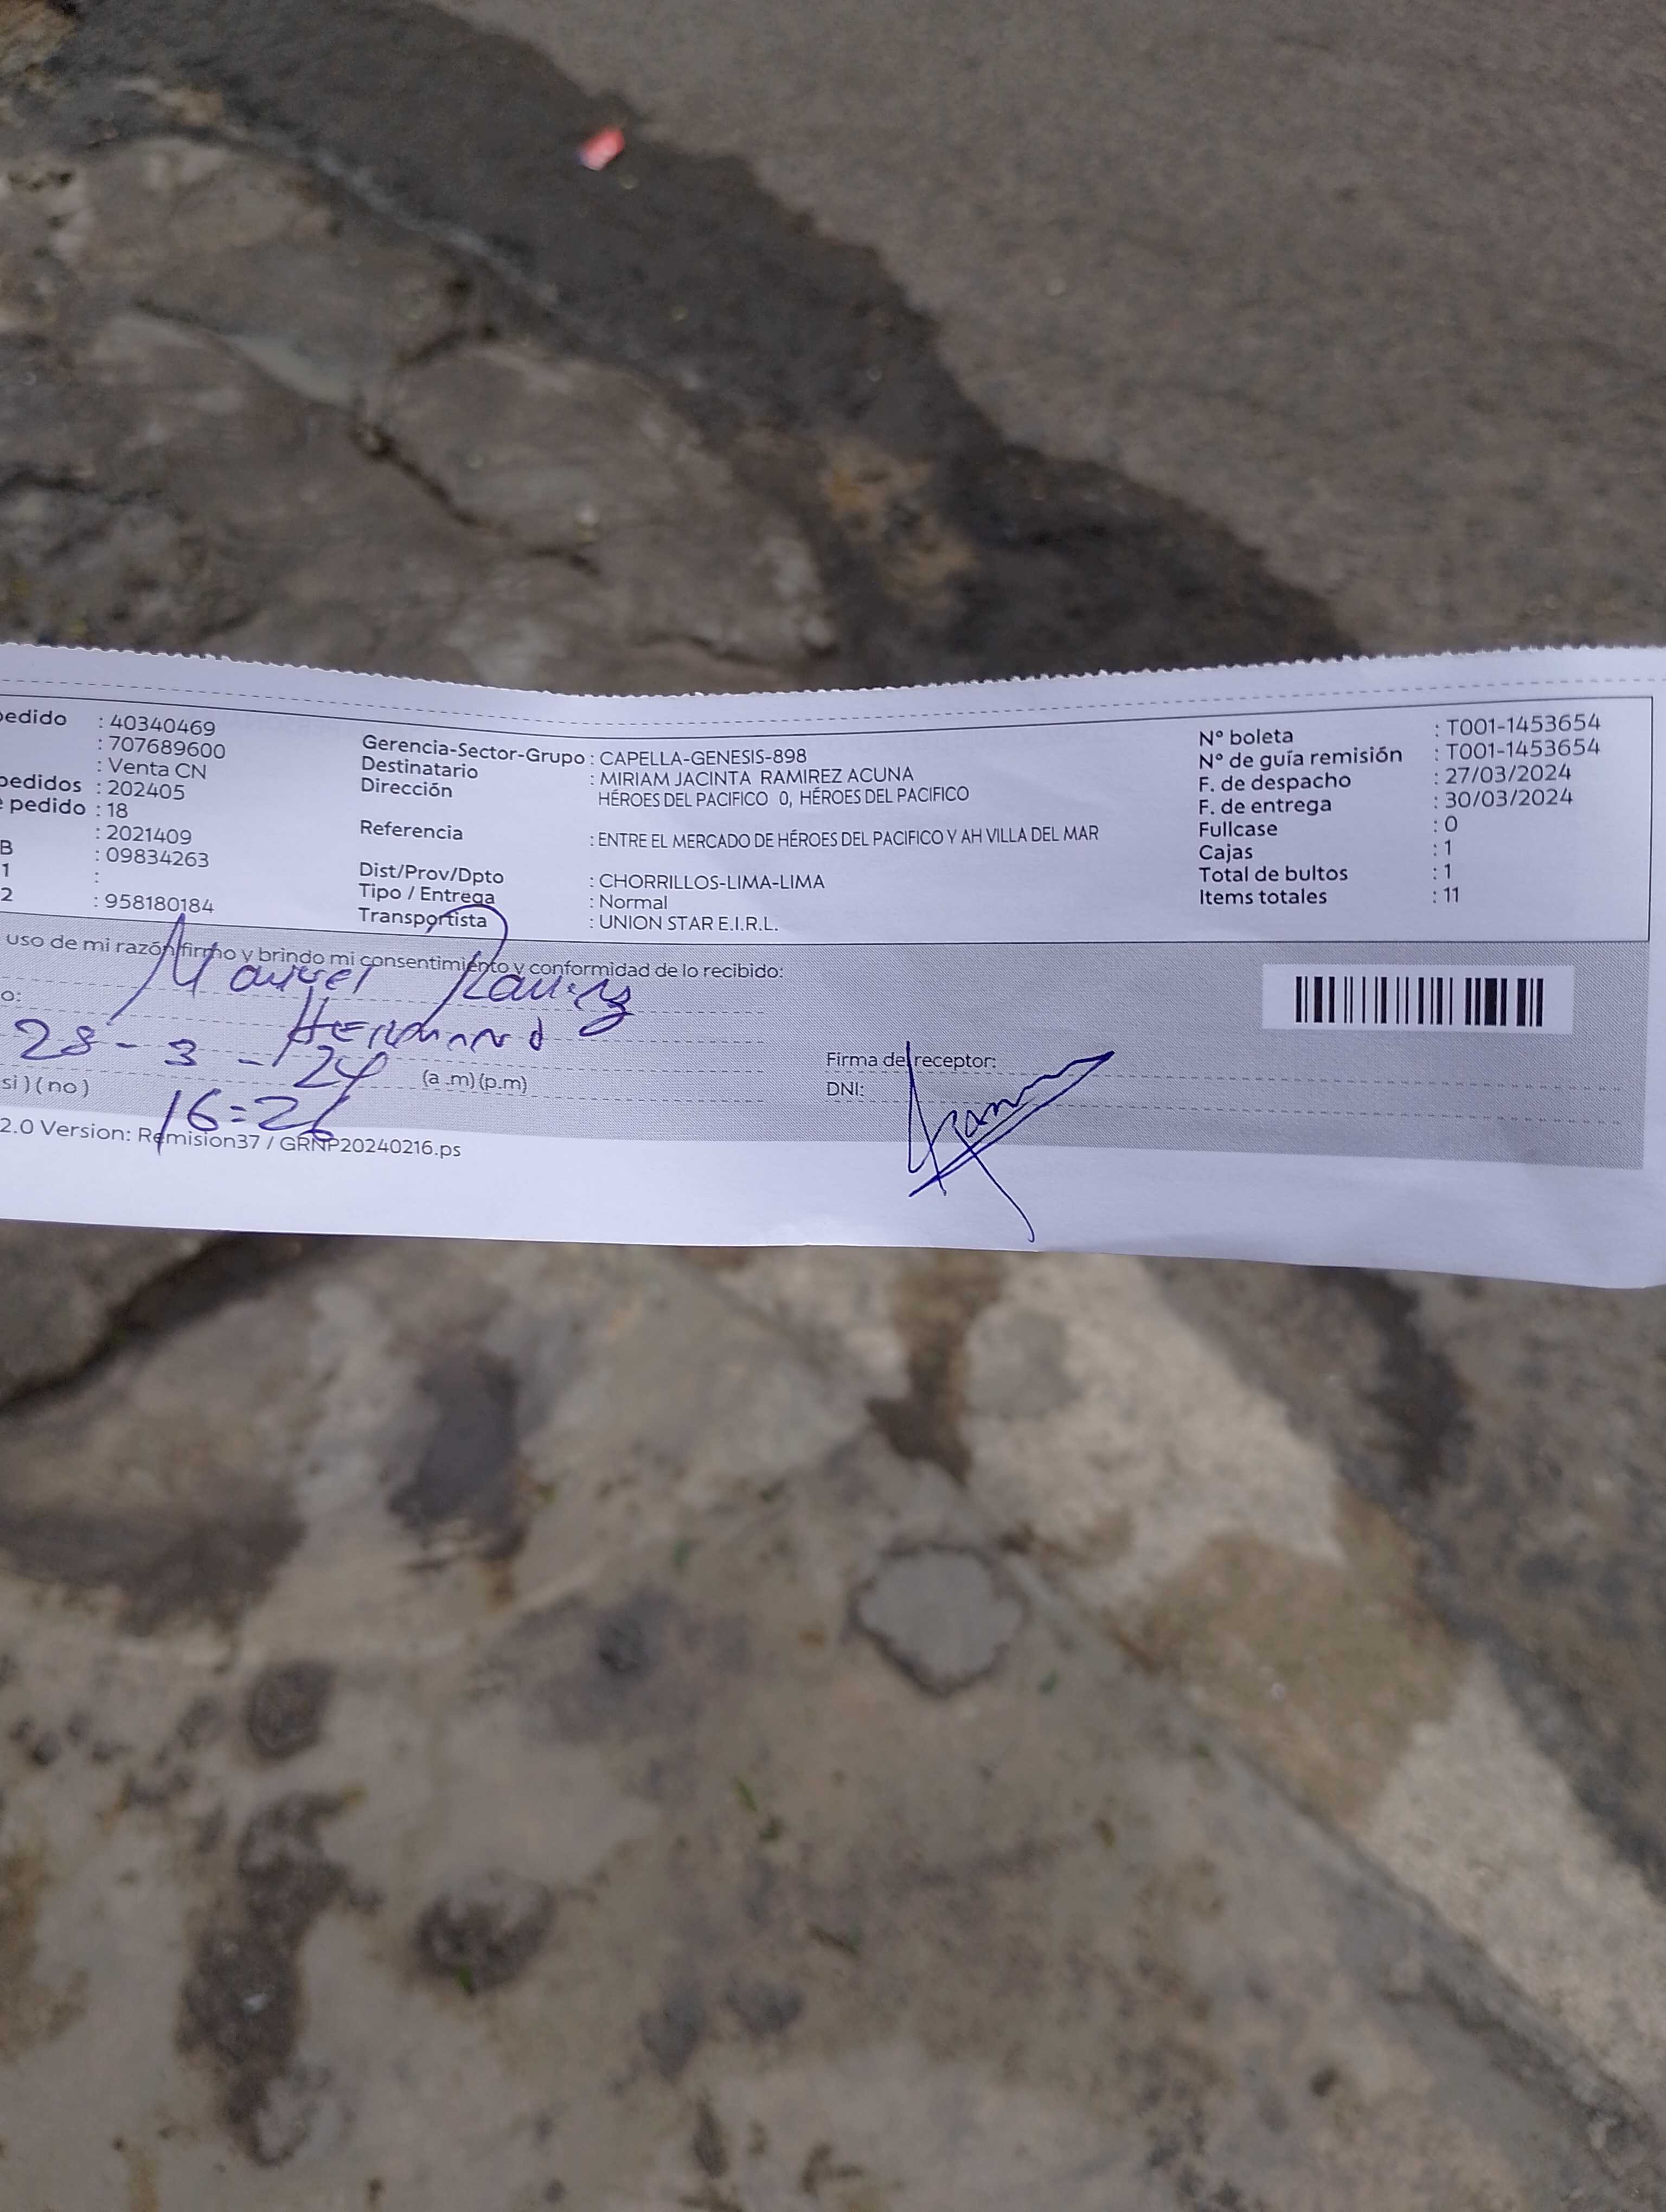 pedido : 40340469
: 707689600
: Venta CN
pedidos : 202405
e pedido : 18
: 2021409
B : 09834263
1 :
2 : 958180184
Gerencia-Sector-Grupo : CAPELLA-GENESIS-898
Destinatario : MIRIAM JACINTA RAMIREZ ACUNA
Dirección HÉROES DEL PACIFICO 0, HÉROES DEL PACIFICO
Referencia : ENTRE EL MERCADO DE HÉROES DEL PACIFICO Y AH VILLA DEL MAR
Dist/Prov/Dpto : CHORRILLOS-LIMA-LIMA
Tipo / Entrega : Normal
Transportista : UNION STAR E.I.R.L.
N° boleta : T001-1453654
N° de guía remisión : T001-1453654
F. de despacho : 27/03/2024
F. de entrega : 30/03/2024
Fullcase : 0
Cajas : 1
Total de bultos : 1
Items totales : 11
uso de mi razón firmo y brindo mi consentimiento y conformidad de lo recibido:
Manuel Ramirez
o:
Hermano
28-3-24
si ) ( no ) (a .m) (p.m)
16=26
Firma del receptor:
DNI:
2.0 Version: Remision37 / GRNP20240216.ps